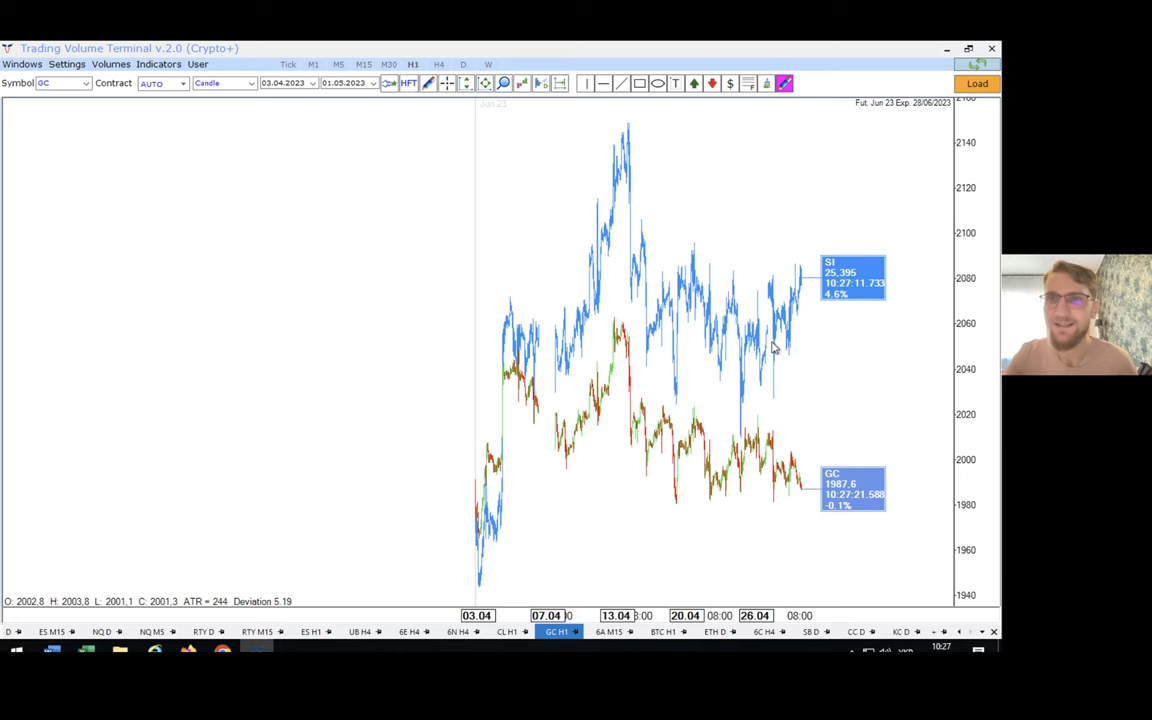 Trading Volume Terminal v.2.0 (Crypto+)
Windows Settings Volumes Indicators User Tick M1 M5 M15 M30 H1 H4 D W
Symbol GC Contract AUTO Candle 03.04.2023 01.05.2023 HFT T $ F Load
Jun 23 Fut. Jun 23 Exp. 28/06/2023
2160
2140
2120
2100
2080
2060
2040
2020
2000
1980
1960
1940
SI
25,395
10:27:11.733
4.6%
GC
1987,6
10:27:21.588
-0.1%
O: 2002,8 H: 2003,8 L: 2001,1 C: 2001,3 ATR = 244 Deviation 5.19
03.04 07.04 13.04 20.04 08:00 26.04 08:00
D ES M15 NQ D NQ M5 RTY D RTY M15 ES H1 UB H4 6E H4 6N H4 CL H1 GC H1 6A M15 BTC H1 ETH D 6C H4 SB D CC D KC D
10:27